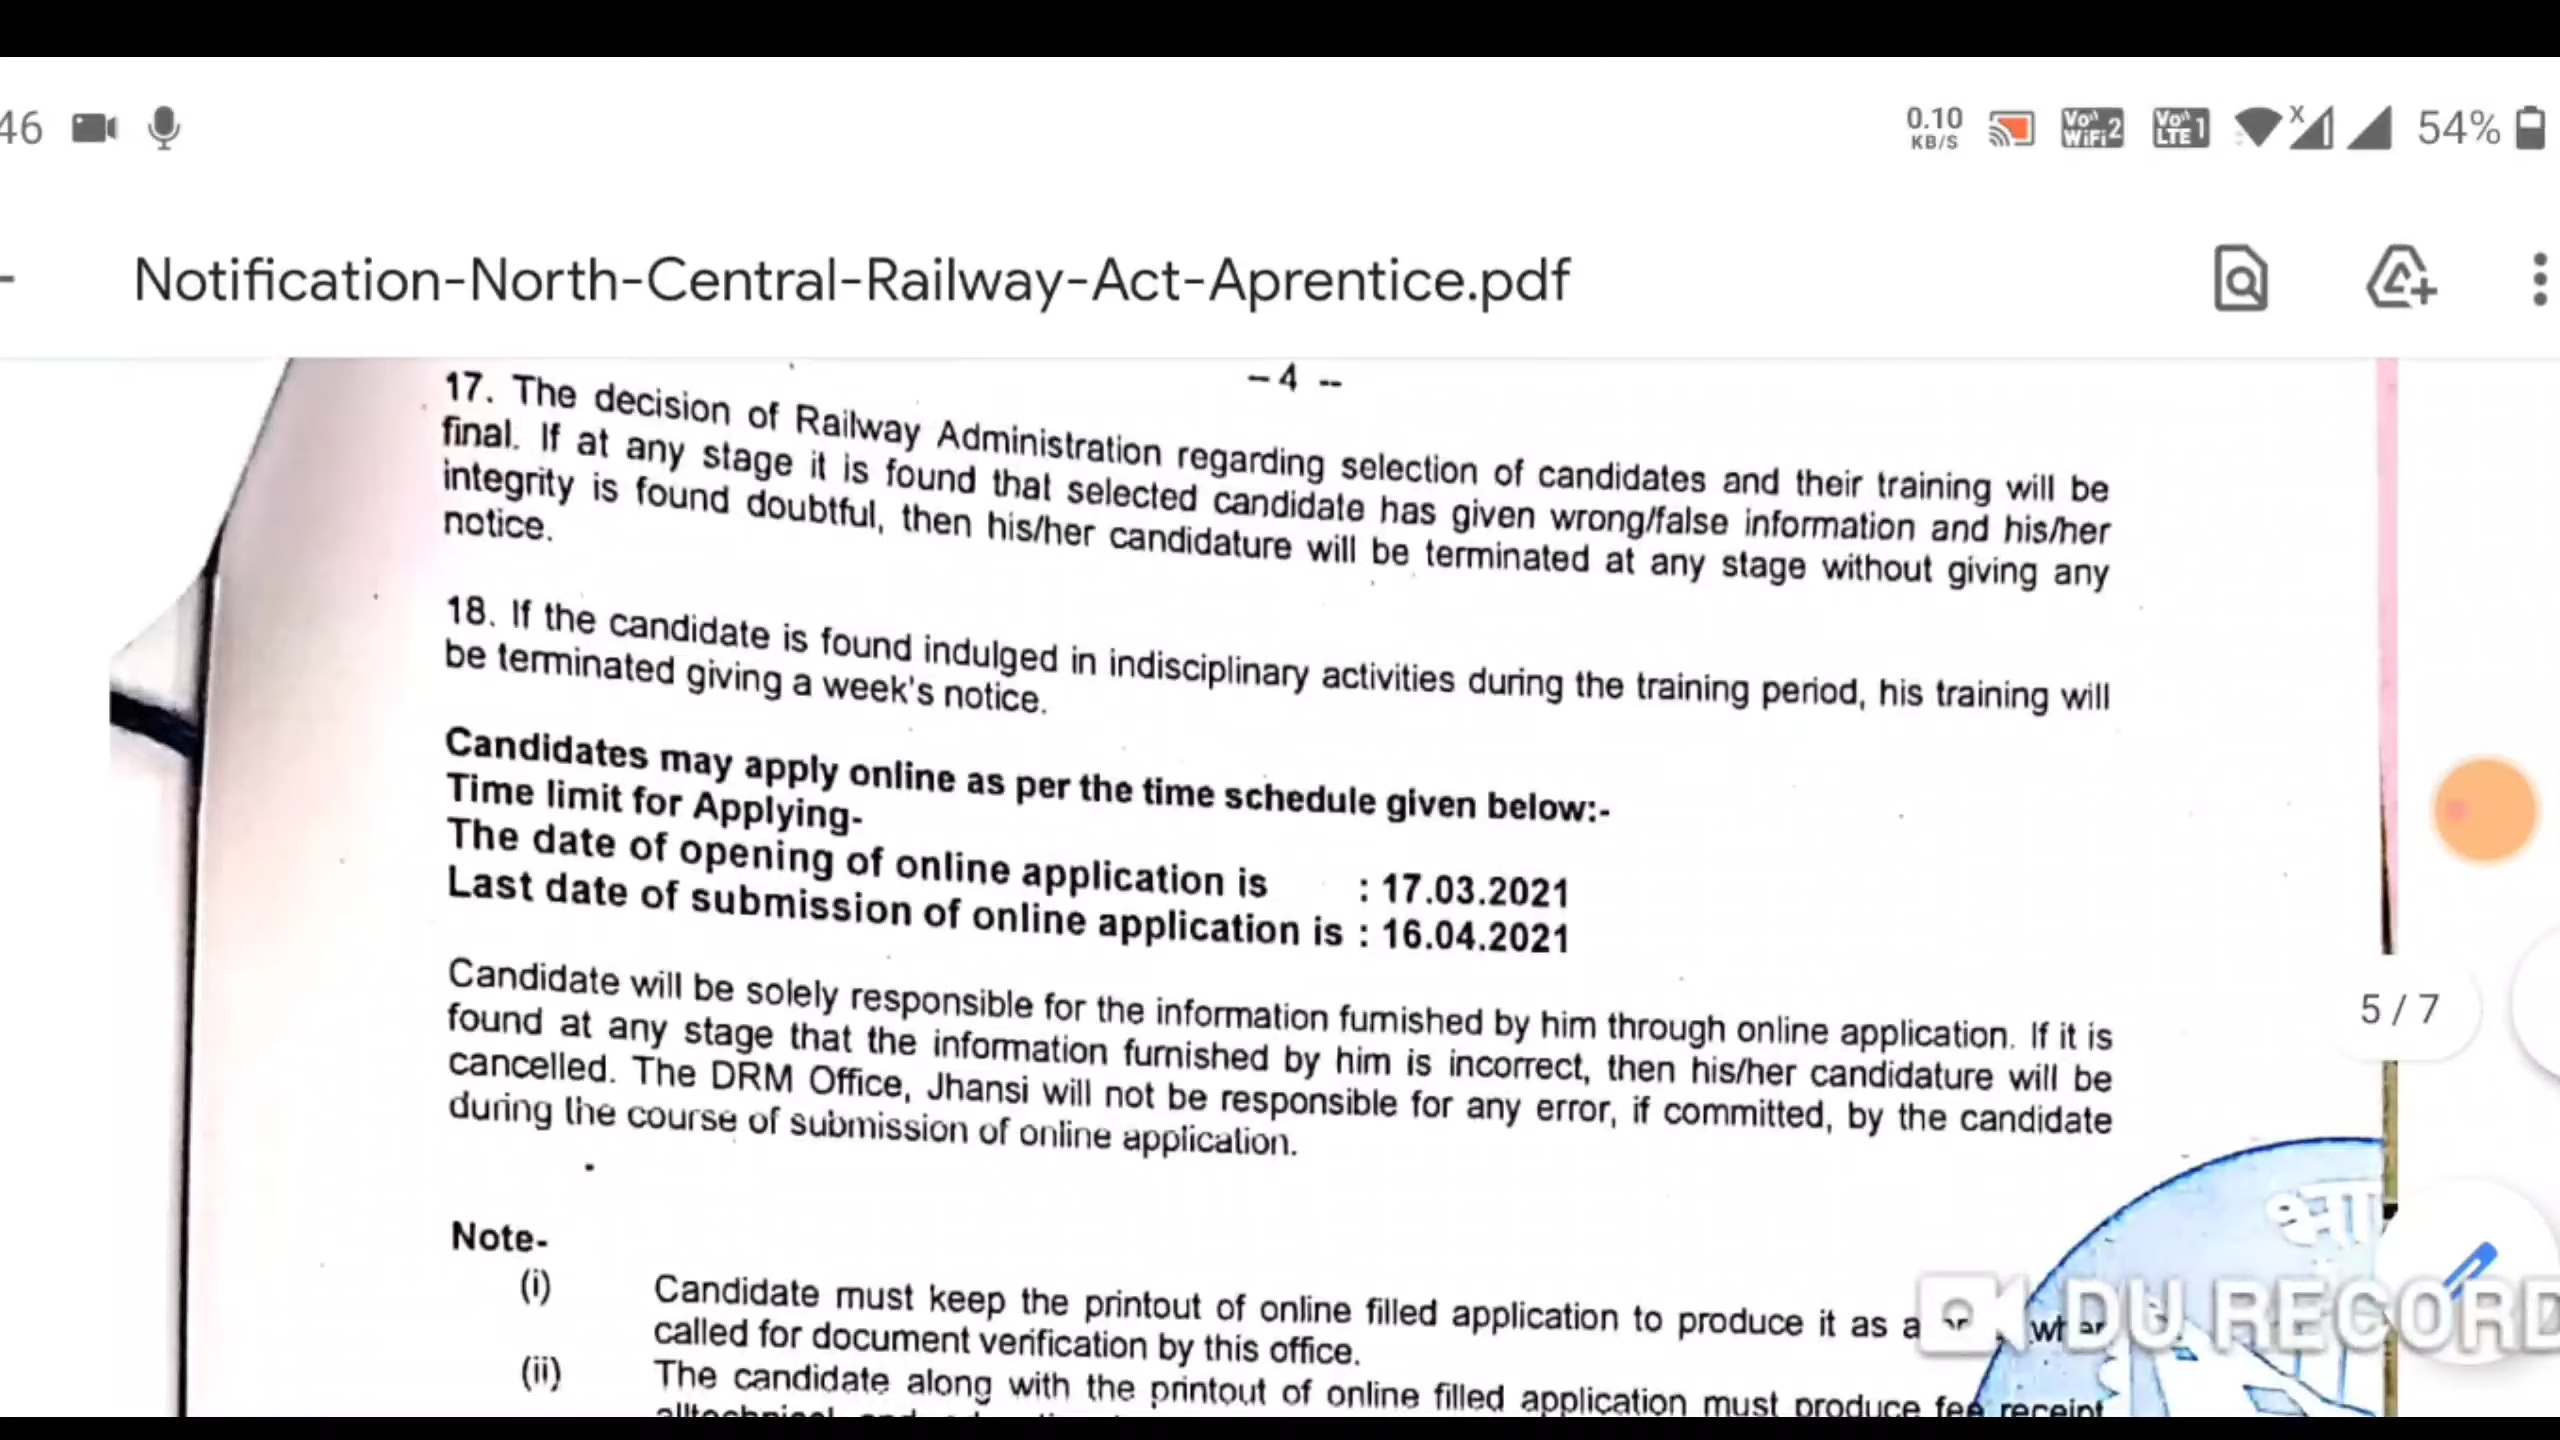 46
0.10 KB/S
Vo WiFi 2
Vo LTE 1
54%
Notification-North-Central-Railway-Act-Aprentice.pdf
– 4 --
17. The decision of Railway Administration regarding selection of candidates and their training will be
final. If at any stage it is found that selected candidate has given wrong/false information and his/her
integrity is found doubtful, then his/her candidature will be terminated at any stage without giving any
notice.
18. If the candidate is found indulged in indisciplinary activities during the training period, his training will
be terminated giving a week's notice.
Candidates may apply online as per the time schedule given below:-
Time limit for Applying-
The date of opening of online application is : 17.03.2021
Last date of submission of online application is : 16.04.2021
Candidate will be solely responsible for the information furnished by him through online application. If it is
found at any stage that the information furnished by him is incorrect, then his/her candidature will be
cancelled. The DRM Office, Jhansi will not be responsible for any error, if committed, by the candidate
during the course of submission of online application.
5 / 7
Note-
(i) Candidate must keep the printout of online filled application to produce it as
called for document verification by this office.
(ii) The candidate along with the printout of online filled application must produce fee receipt
DU RECORD